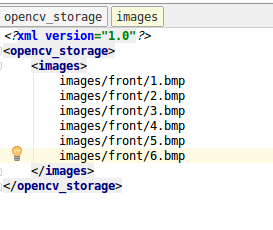 opencv_storage images
<?xml version="1.0"?>
<opencv_storage>
<images>
images/front/1.bmp
images/front/2.bmp
images/front/3.bmp
images/front/4.bmp
images/front/5.bmp
images/front/6.bmp
</images>
</opencv_storage>